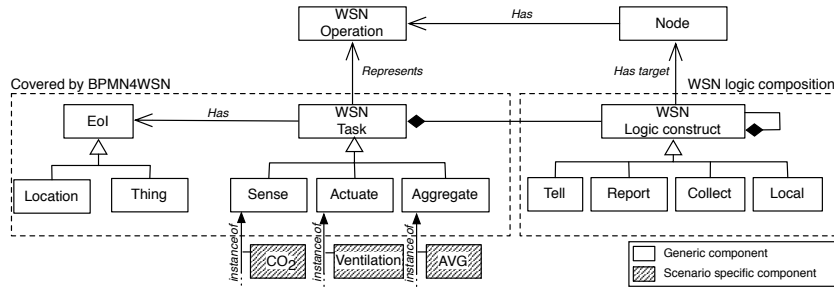 WSN
Operation
Has
Node
Represents
Has target
Covered by BPMN4WSN
WSN logic composition
EoI
Has
WSN
Task
WSN
Logic construct
Location
Thing
Sense
Actuate
Aggregate
Tell
Report
Collect
Local
instance of
CO2
instance of
Ventilation
instance of
AVG
Generic component
Scenario specific component